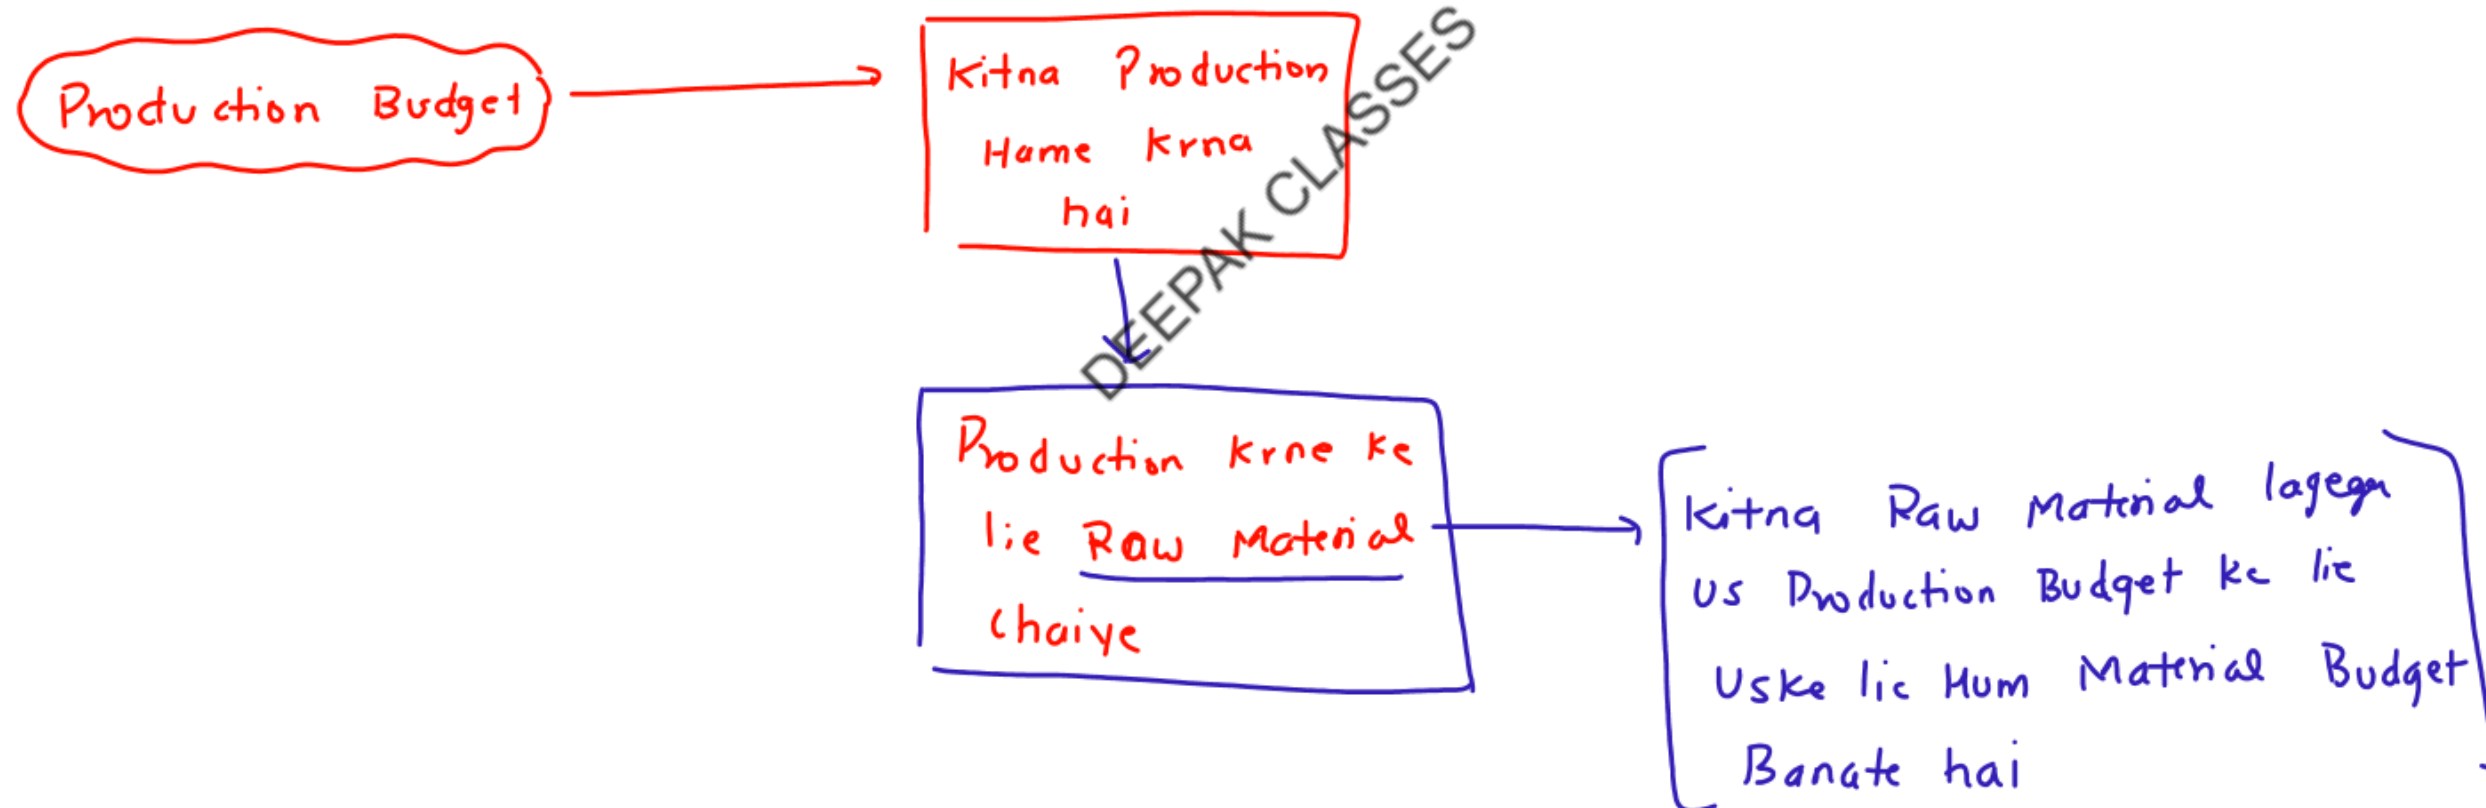 Production Budget
Kitna Production
Hame Krna
hai
DEEPAK CLASSES
Production Krne ke
lie Raw Material
Chaiye
Kitna Raw Material lagega
us Production Budget ke lie
Uske lie Hum Material Budget
Banate hai